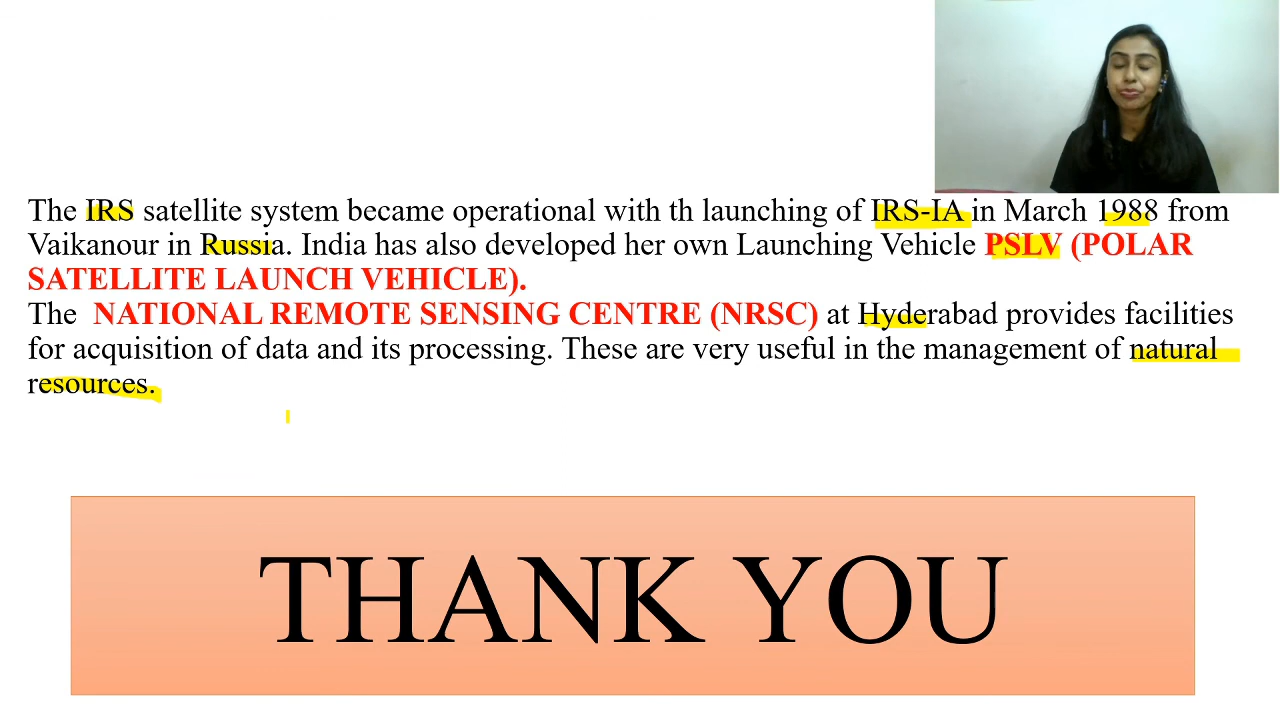 The IRS satellite system became operational with th launching of IRS-IA in March 1988 from
Vaikanour in Russia. India has also developed her own Launching Vehicle PSLV (POLAR
SATELLITE LAUNCH VEHICLE).
The NATIONAL REMOTE SENSING CENTRE (NRSC) at Hyderabad provides facilities
for acquisition of data and its processing. These are very useful in the management of natural
resources.
THANK YOU